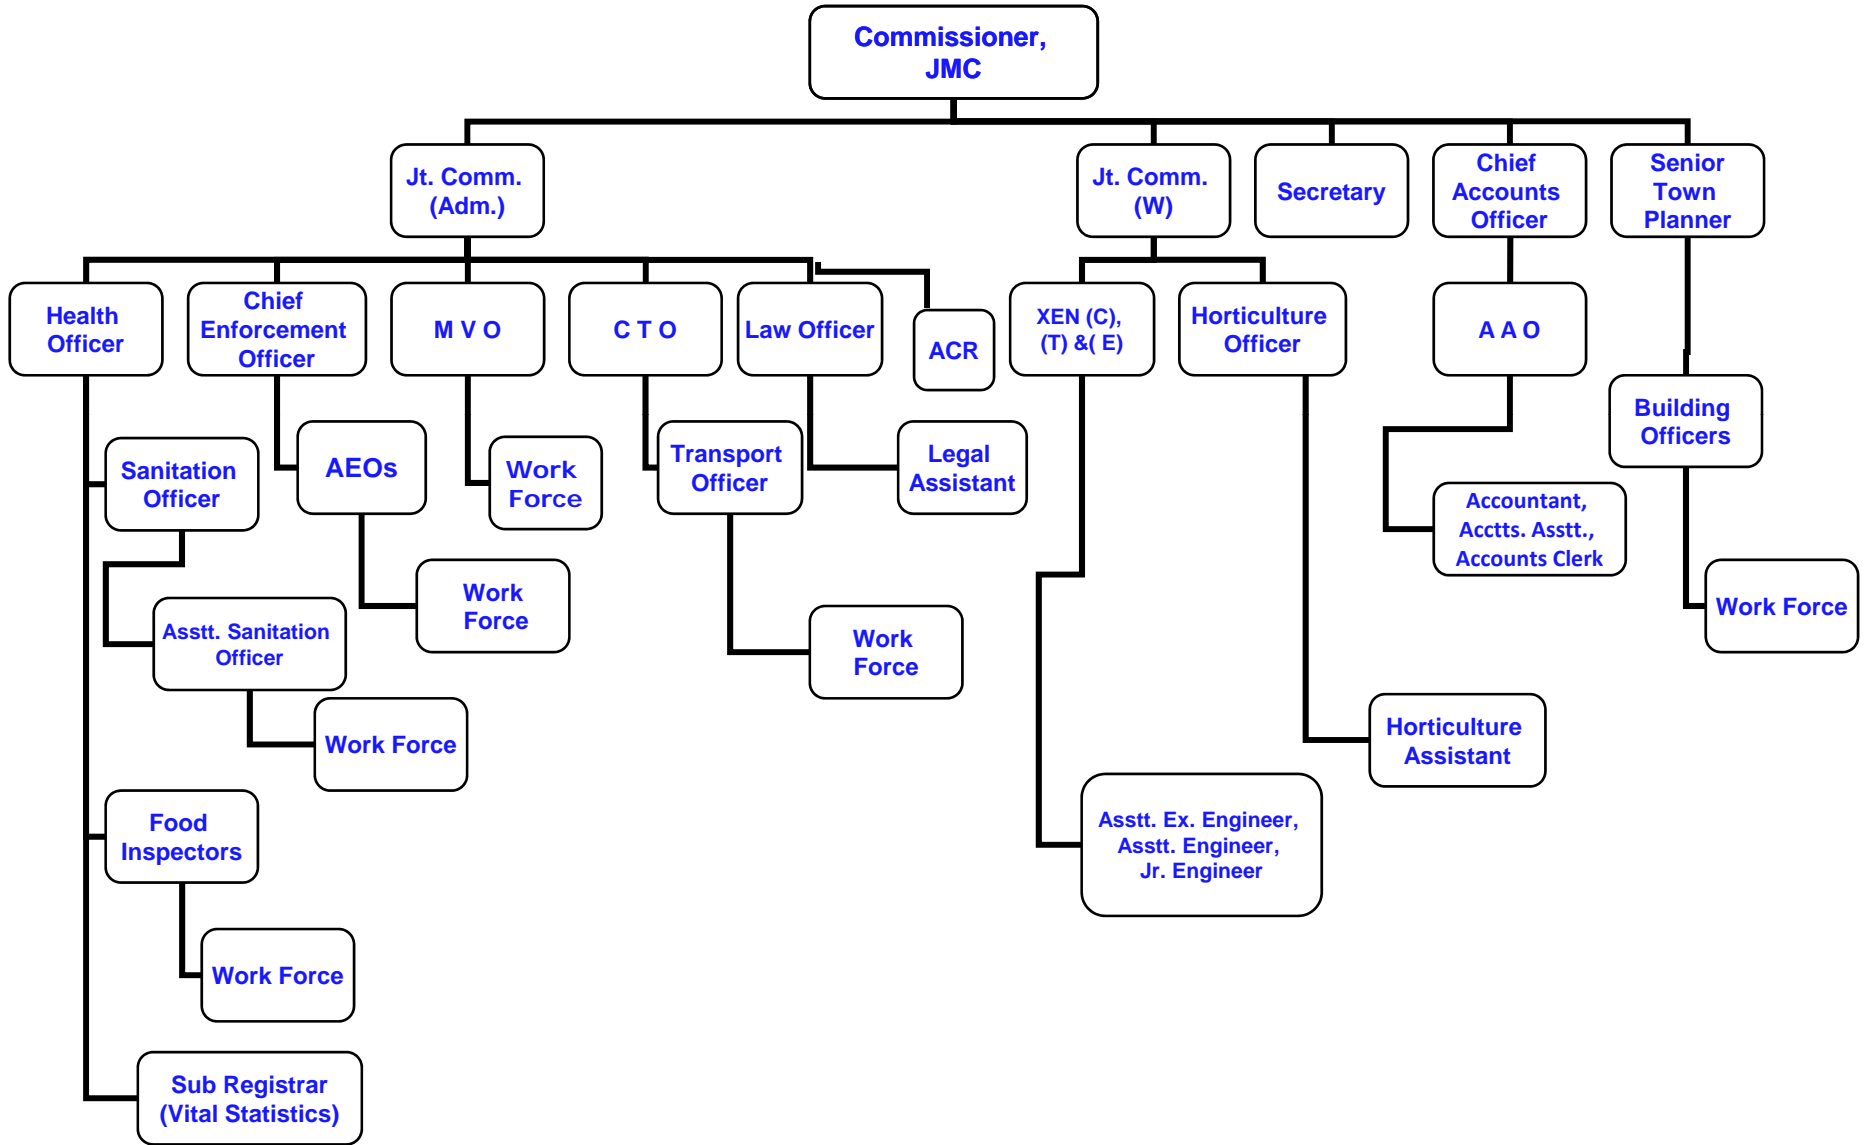 Commissioner,
JMC
Jt. Comm.
(Adm.)
Jt. Comm.
(W)
Secretary
Chief
Accounts
Officer
Senior
Town
Planner
Health
Officer
Chief
Enforcement
Officer
M V O
C T O
Law Officer
ACR
XEN (C),
(T) &( E)
Horticulture
Officer
A A O
Building
Officers
Sanitation
Officer
AEOs
Work
Force
Transport
Officer
Legal
Assistant
Accountant,
Acctts. Asstt.,
Accounts Clerk
Work
Force
Work Force
Asstt. Sanitation
Officer
Work
Force
Work Force
Horticulture
Assistant
Food
Inspectors
Asstt. Ex. Engineer,
Asstt. Engineer,
Jr. Engineer
Work Force
Sub Registrar
(Vital Statistics)